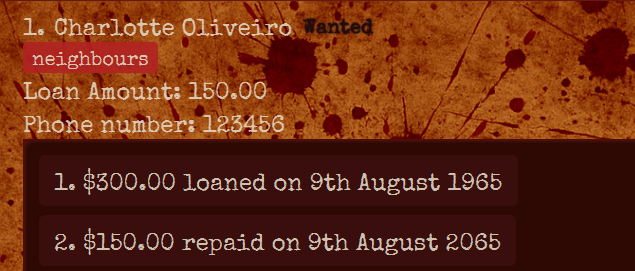 1. Charlotte Oliveiro Wanted
neighbours
Loan Amount: 150.00
Phone number: 123456
1. $300.00 loaned on 9th August 1965
2. $150.00 repaid on 9th August 2065